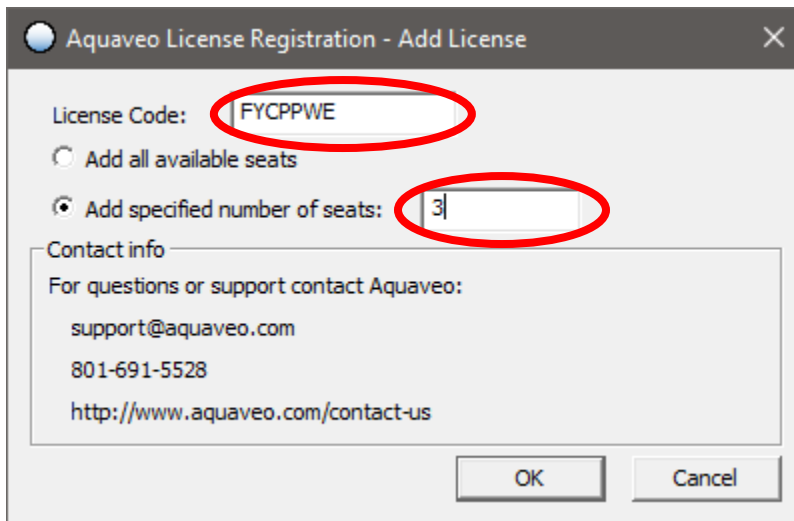 Aquaveo License Registration - Add License
License Code: FYCPPWE
Add all available seats
Add specified number of seats: 3
Contact info
For questions or support contact Aquaveo:
support@aquaveo.com
801-691-5528
http://www.aquaveo.com/contact-us
OK Cancel